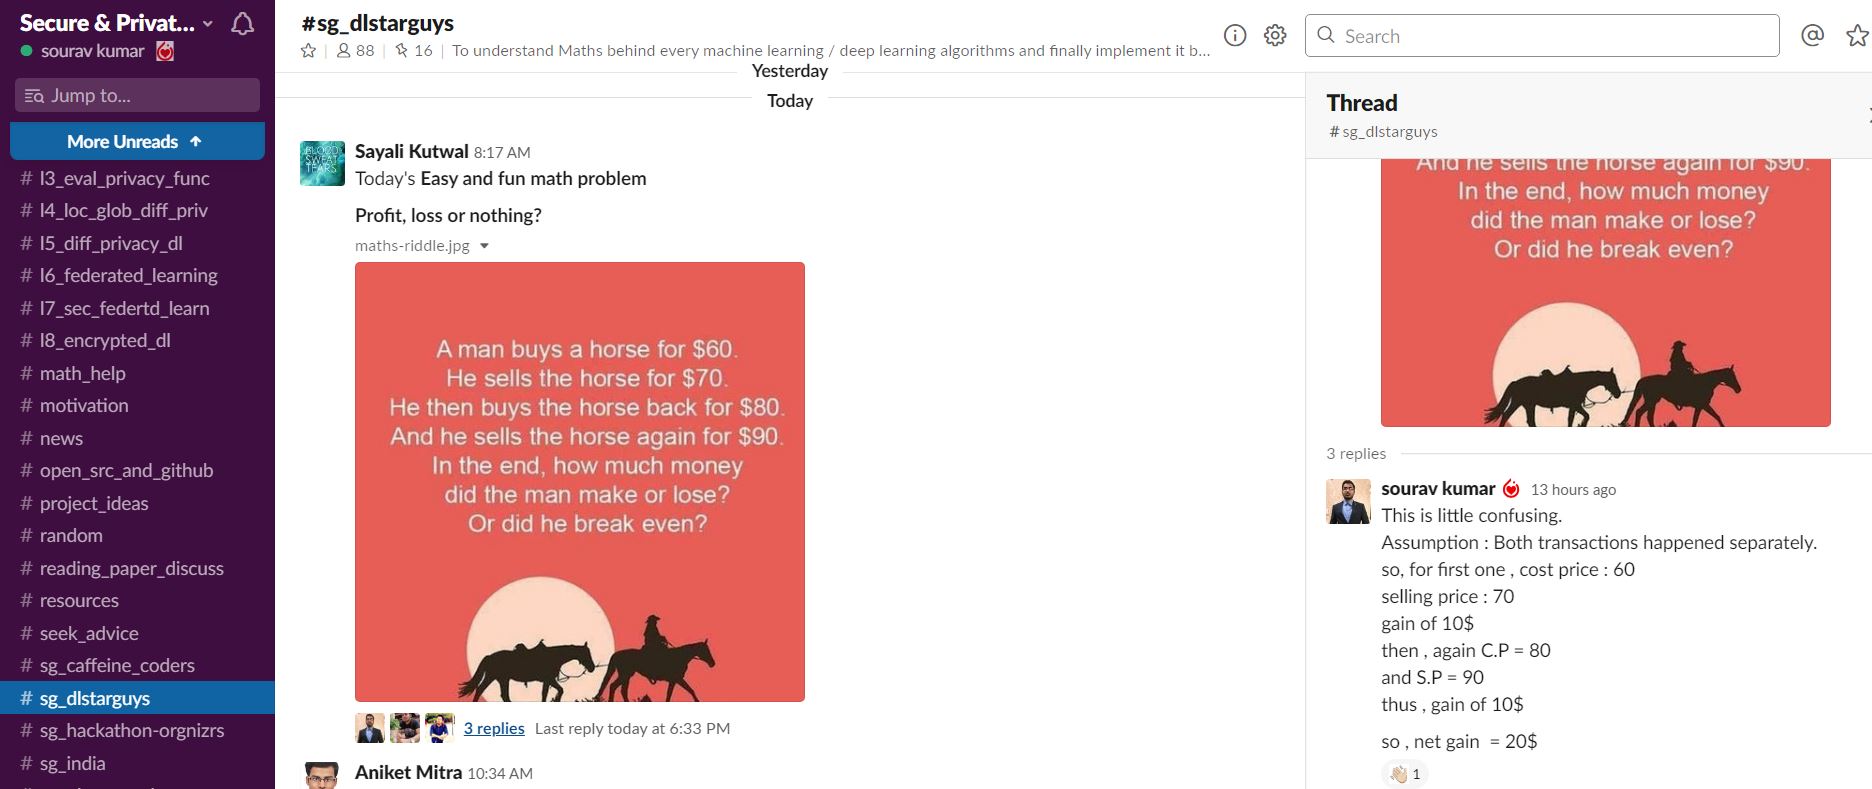 Secure & Privat...
sourav kumar
Jump to...
More Unreads
# l3_eval_privacy_func
# l4_loc_glob_diff_priv
# l5_diff_privacy_dl
# l6_federated_learning
# l7_sec_federtd_learn
# l8_encrypted_dl
# math_help
# motivation
# news
# open_src_and_github
# project_ideas
# random
# reading_paper_discuss
# resources
# seek_advice
# sg_caffeine_coders
# sg_dlstarguys
# sg_hackathon-orgnizrs
# sg_india
#sg_dlstarguys
88 | 16 | To understand Maths behind every machine learning / deep learning algorithms and finally implement it b...
Search
Yesterday
Today
BLOOD
SWEAT
TEARS
Sayali Kutwal 8:17 AM
Today's Easy and fun math problem
Profit, loss or nothing?
maths-riddle.jpg
A man buys a horse for $60.
He sells the horse for $70.
He then buys the horse back for $80.
And he sells the horse again for $90.
In the end, how much money
did the man make or lose?
Or did he break even?
3 replies Last reply today at 6:33 PM
Aniket Mitra 10:34 AM
Thread
# sg_dlstarguys
And he sells the horse again for $90.
In the end, how much money
did the man make or lose?
Or did he break even?
3 replies
sourav kumar 13 hours ago
This is little confusing.
Assumption : Both transactions happened separately.
so, for first one , cost price : 60
selling price : 70
gain of 10$
then , again C.P = 80
and S.P = 90
thus , gain of 10$
so , net gain = 20$
1